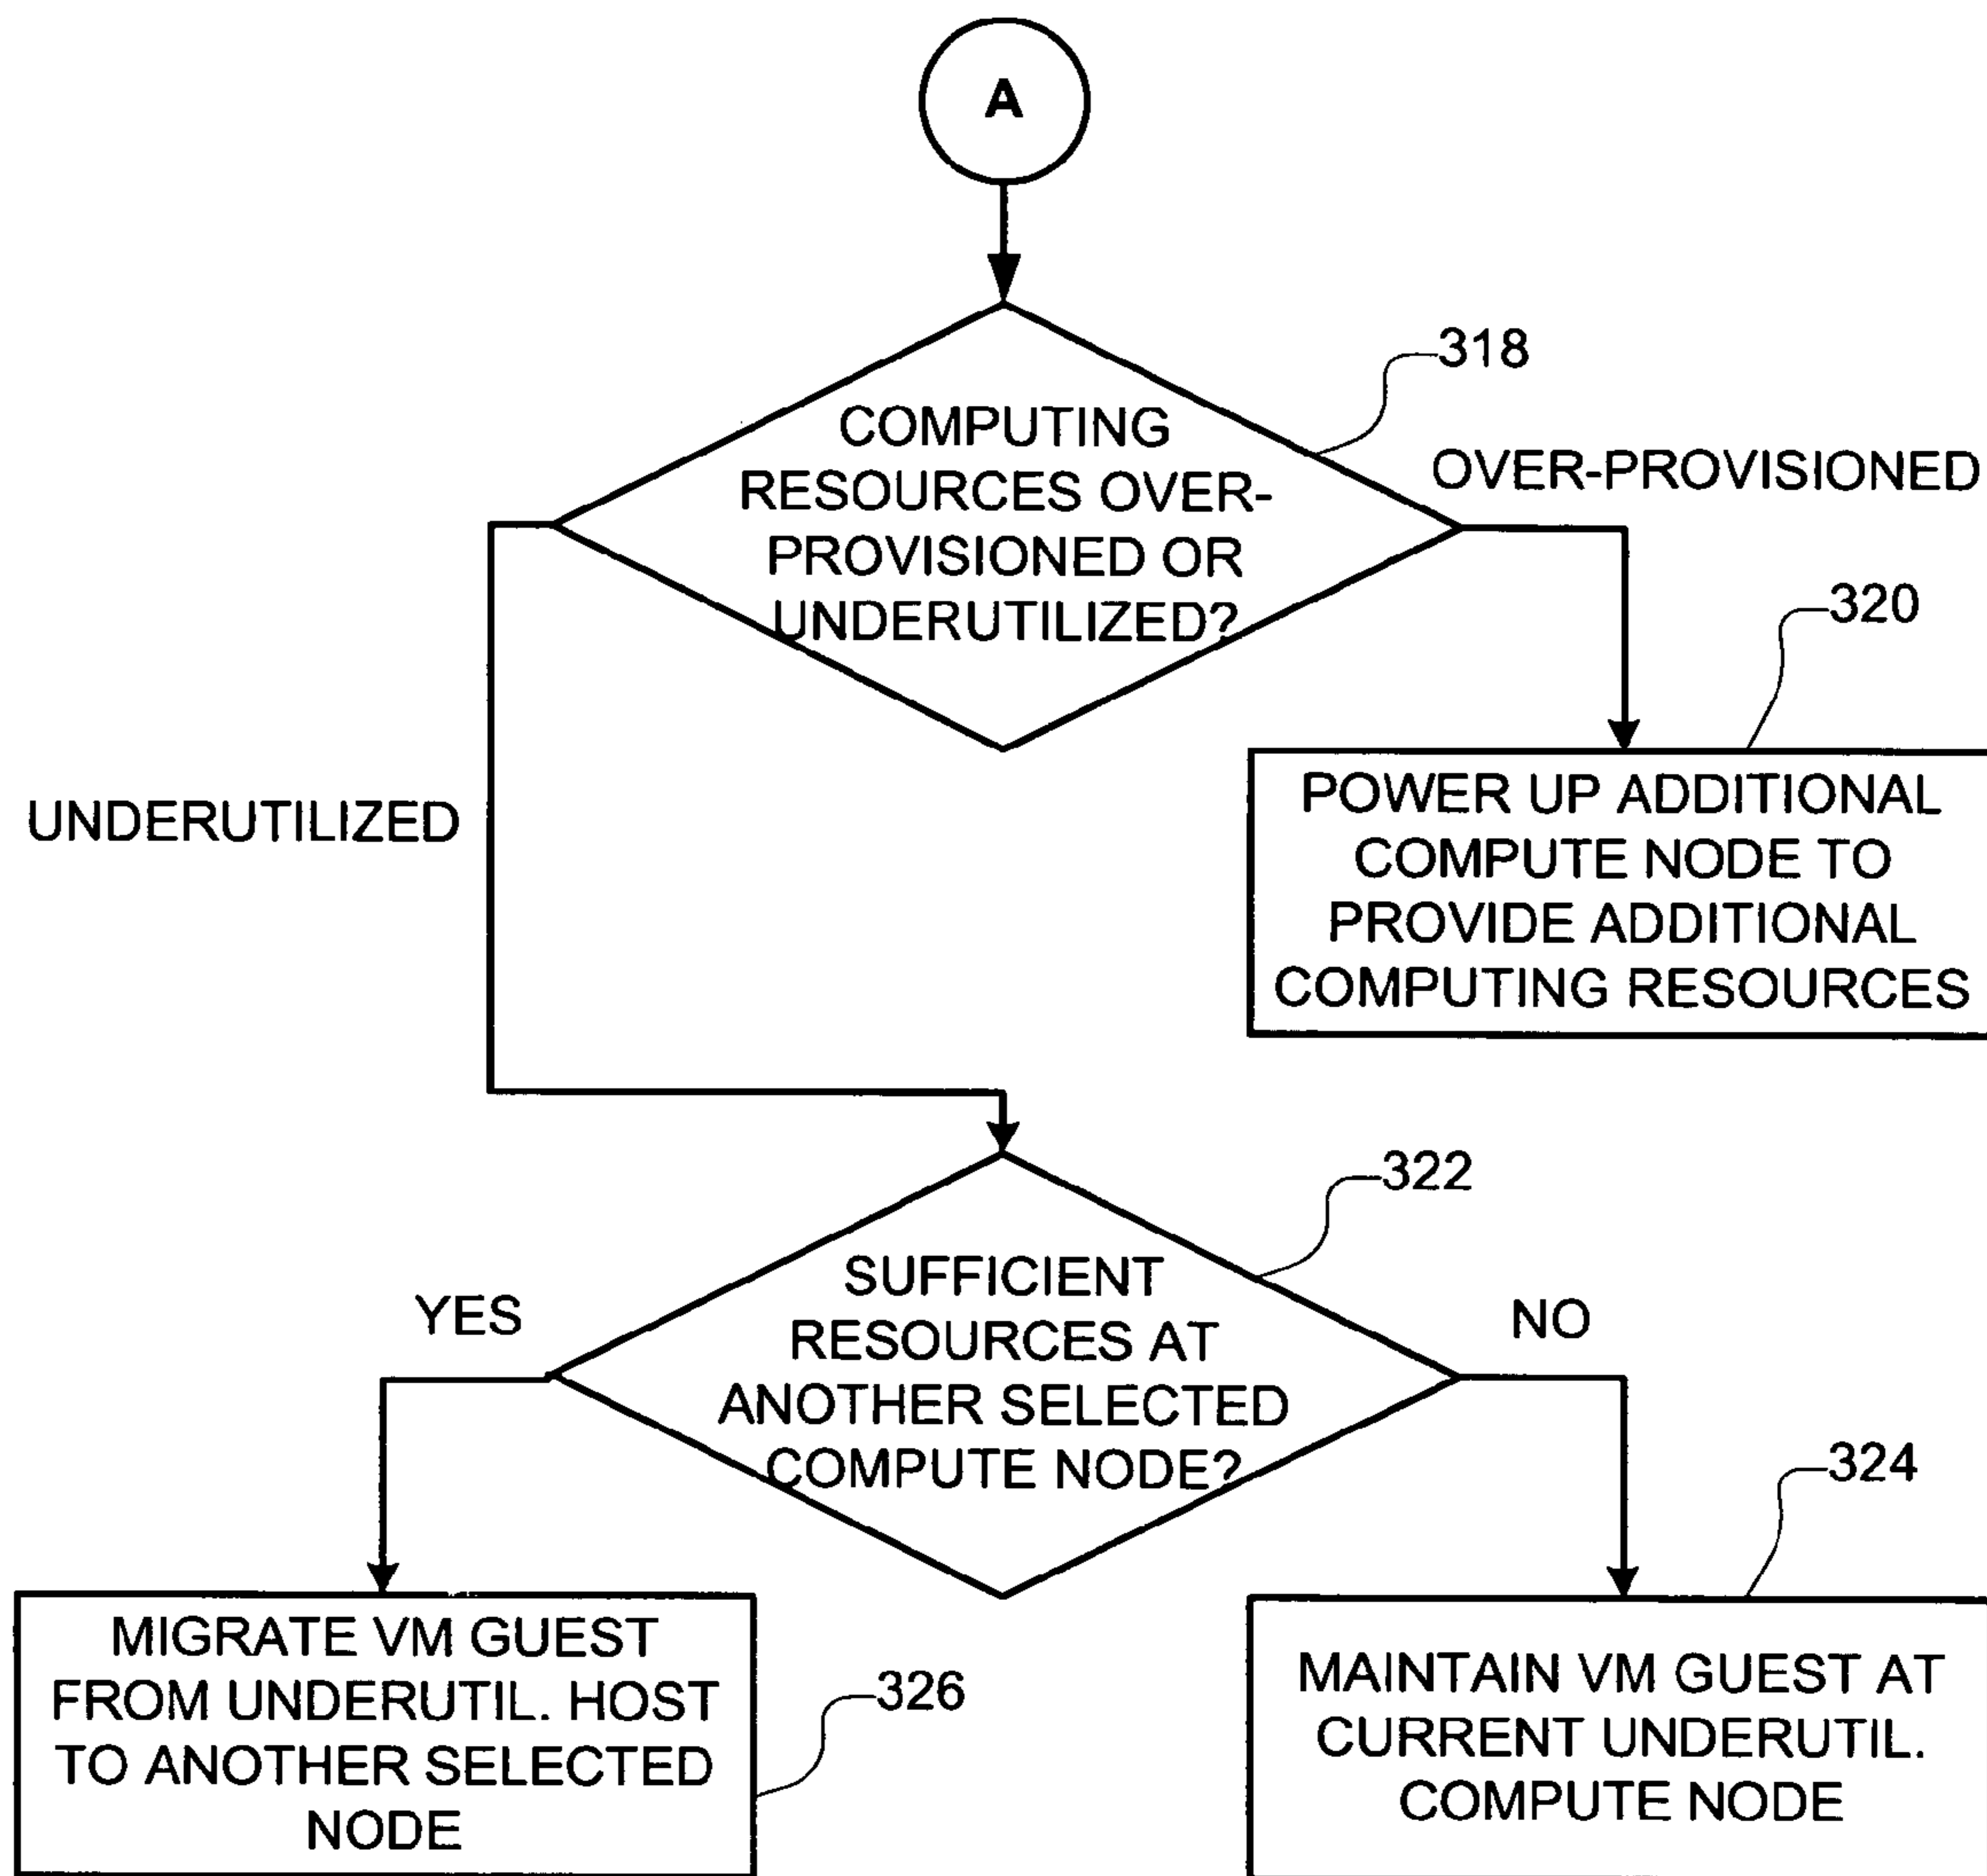 A
318
COMPUTING
RESOURCES OVER-
PROVISIONED OR
UNDERUTILIZED?
OVER-PROVISIONED
320
POWER UP ADDITIONAL
COMPUTE NODE TO
PROVIDE ADDITIONAL
COMPUTING RESOURCES
UNDERUTILIZED
322
SUFFICIENT
RESOURCES AT
ANOTHER SELECTED
COMPUTE NODE?
YES
NO
324
MIGRATE VM GUEST
FROM UNDERUTIL. HOST
TO ANOTHER SELECTED
NODE
326
MAINTAIN VM GUEST AT
CURRENT UNDERUTIL.
COMPUTE NODE